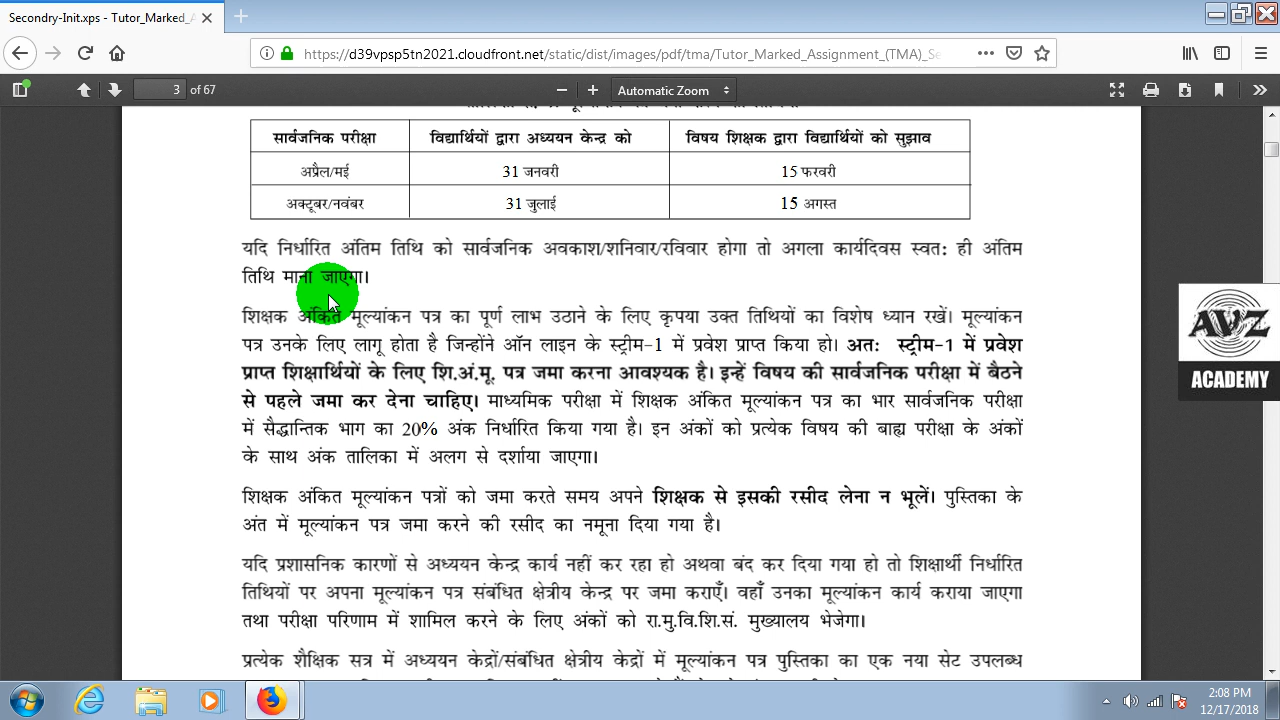 Secondry-Init.xps - Tutor_Marked_A
https://d39vpsp5tn2021.cloudfront.net/static/dist/images/pdf/tma/Tutor_Marked_Assignment_(TMA)_Se
3 of 67
Automatic Zoom
सार्वजनिक परीक्षा विद्यार्थियों द्वारा अध्ययन केन्द्र को विषय शिक्षक द्वारा विद्यार्थियों को सुझाव
अप्रैल/मई 31 जनवरी 15 फरवरी
अक्टूबर/नवंबर 31 जुलाई 15 अगस्त
यदि निर्धारित अंतिम तिथि को सार्वजनिक अवकाश/शनिवार/रविवार होगा तो अगला कार्यदिवस स्वतः ही अंतिम
तिथि माना जाएगा।
शिक्षक अंकित मूल्यांकन पत्र का पूर्ण लाभ उठाने के लिए कृपया उक्त तिथियों का विशेष ध्यान रखें। मूल्यांकन
पत्र उनके लिए लागू होता है जिन्होंने ऑन लाइन के स्ट्रीम-1 में प्रवेश प्राप्त किया हो। अतः स्ट्रीम-1 में प्रवेश
प्राप्त शिक्षार्थियों के लिए शि.अं.मू. पत्र जमा करना आवश्यक है। इन्हें विषय की सार्वजनिक परीक्षा में बैठने
से पहले जमा कर देना चाहिए। माध्यमिक परीक्षा में शिक्षक अंकित मूल्यांकन पत्र का भार सार्वजनिक परीक्षा
में सैद्धान्तिक भाग का 20% अंक निर्धारित किया गया है। इन अंकों को प्रत्येक विषय की बाह्य परीक्षा के अंकों
के साथ अंक तालिका में अलग से दर्शाया जाएगा।
शिक्षक अंकित मूल्यांकन पत्रों को जमा करते समय अपने शिक्षक से इसकी रसीद लेना न भूलें। पुस्तिका के
अंत में मूल्यांकन पत्र जमा करने की रसीद का नमूना दिया गया है।
यदि प्रशासनिक कारणों से अध्ययन केन्द्र कार्य नहीं कर रहा हो अथवा बंद कर दिया गया हो तो शिक्षार्थी निर्धारित
तिथियों पर अपना मूल्यांकन पत्र संबंधित क्षेत्रीय केन्द्र पर जमा कराएँ। वहाँ उनका मूल्यांकन कार्य कराया जाएगा
तथा परीक्षा परिणाम में शामिल करने के लिए अंकों को रा.मु.वि.शि.सं. मुख्यालय भेजेगा।
प्रत्येक शैक्षिक सत्र में अध्ययन केद्रों/संबंधित क्षेत्रीय केद्रों में मूल्यांकन पत्र पुस्तिका का एक नया सेट उपलब्ध
AVZ
ACADEMY
2:08 PM
12/17/2018